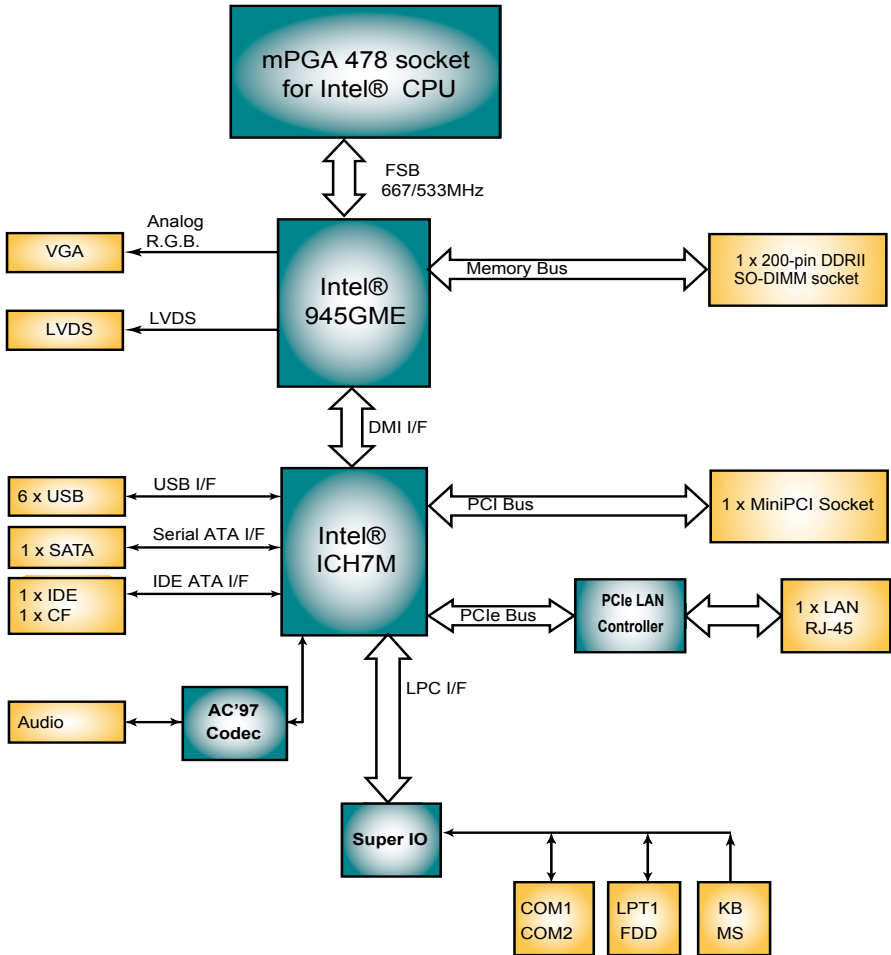 mPGA 478 socket
for Intel® CPU
FSB
667/533MHz
Analog
R.G.B.
VGA
Intel®
945GME
Memory Bus
1 x 200-pin DDRII
SO-DIMM socket
LVDS
LVDS
DMI I/F
6 x USB
USB I/F
Intel®
ICH7M
PCI Bus
1 x MiniPCI Socket
1 x SATA
Serial ATA I/F
1 x IDE
1 x CF
IDE ATA I/F
PCIe Bus
PCIe LAN
Controller
1 x LAN
RJ-45
LPC I/F
Audio
AC'97
Codec
Super IO
COM1
COM2
LPT1
FDD
KB
MS